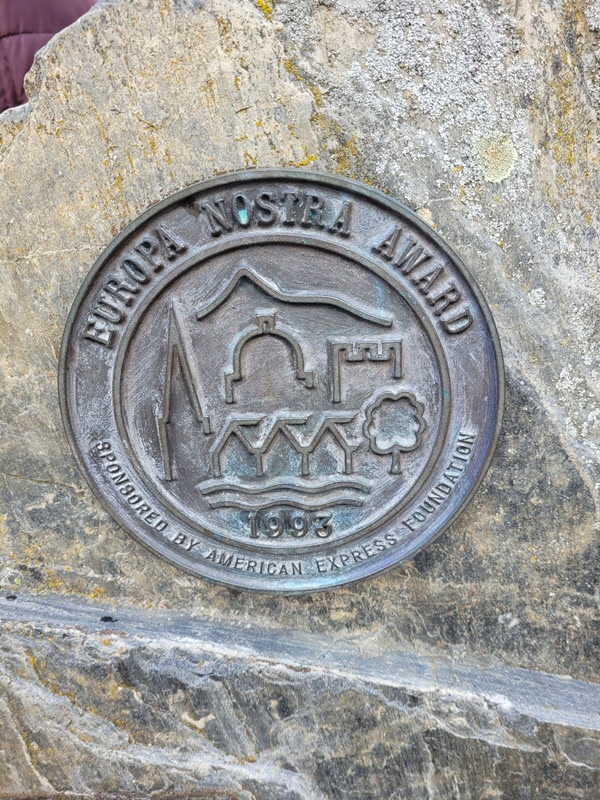 EUROPA NOSTRA AWARD
1993
SPONSORED BY AMERICAN EXPRESS FOUNDATION